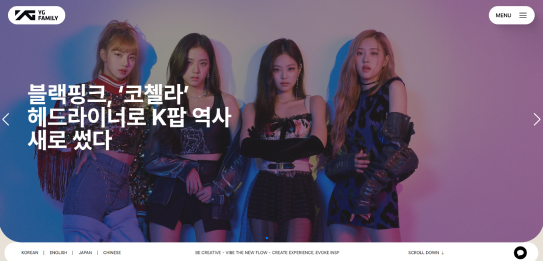 YG
FAMILY
MENU
블랙핑크, ‘코첼라’
헤드라이너로 K팝 역사
새로 썼다
KOREAN | ENGLISH | JAPAN | CHINESE
SB CREATIVE - VIBE THE NEW FLOW - CREATE EXPERIENCE, EVOKE INSP
SCROLL DOWN ↓